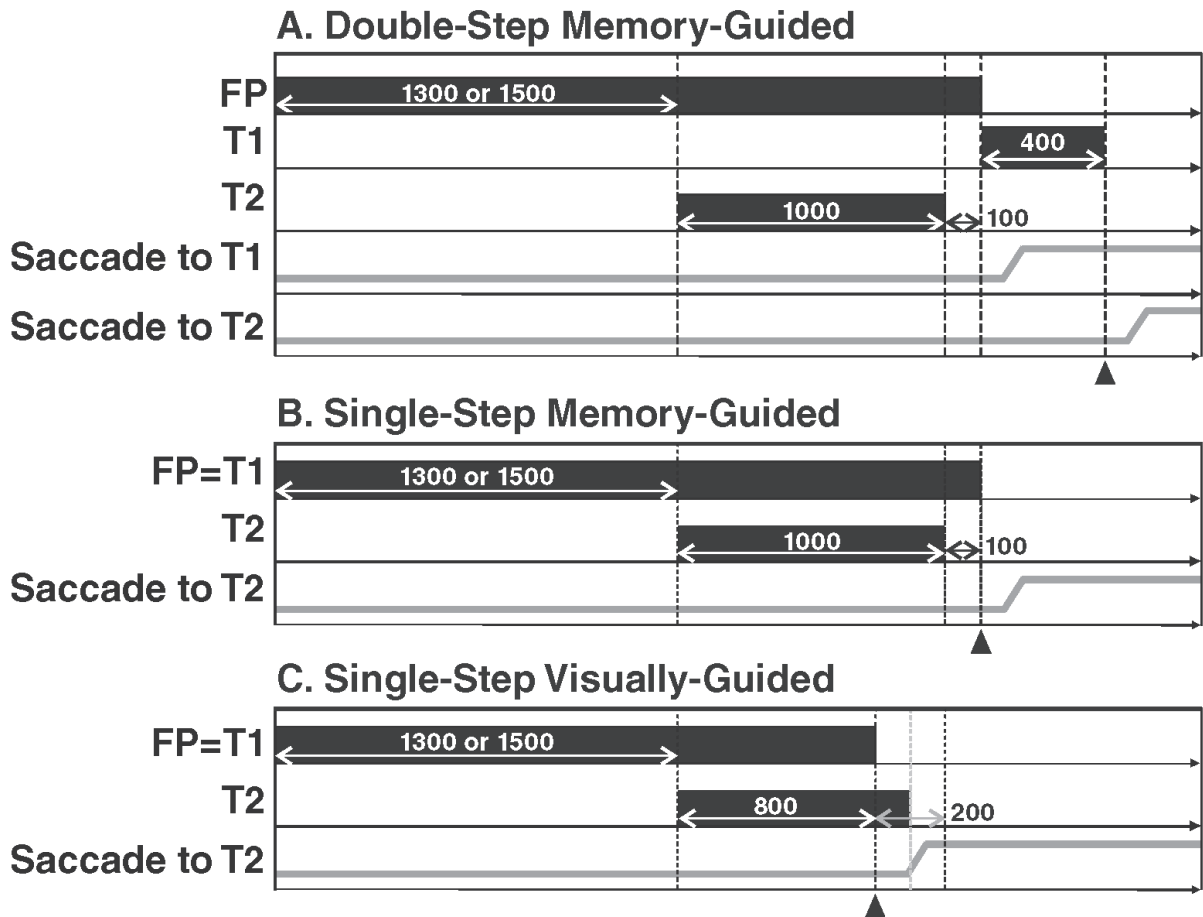 A. Double-Step Memory-Guided
FP
1300 or 1500
T1
400
T2
1000
100
Saccade to T1
Saccade to T2
B. Single-Step Memory-Guided
FP=T1
1300 or 1500
T2
1000
100
Saccade to T2
C. Single-Step Visually-Guided
FP=T1
1300 or 1500
T2
800
200
Saccade to T2